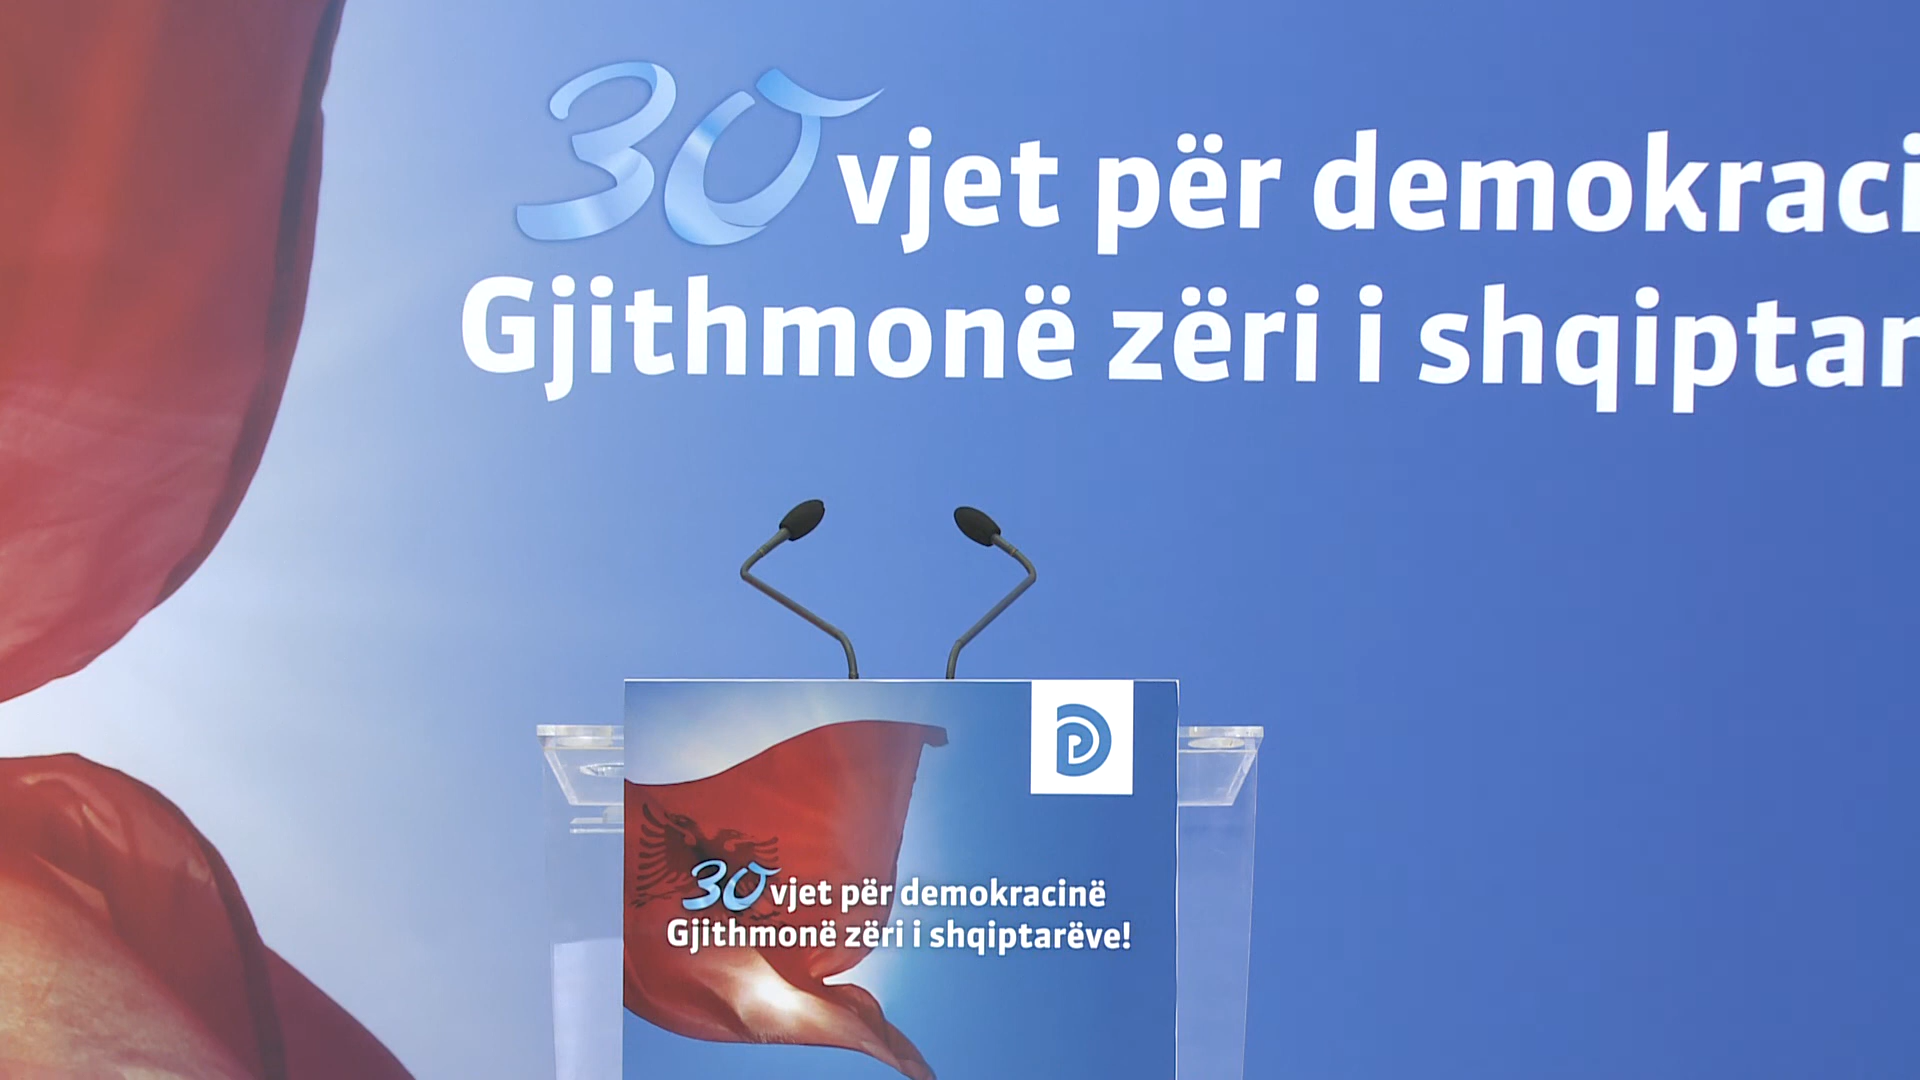 30 vjet për demokraci
Gjithmonë zëri i shqiptar
30 vjet për demokracinë
Gjithmonë zëri i shqiptarëve!